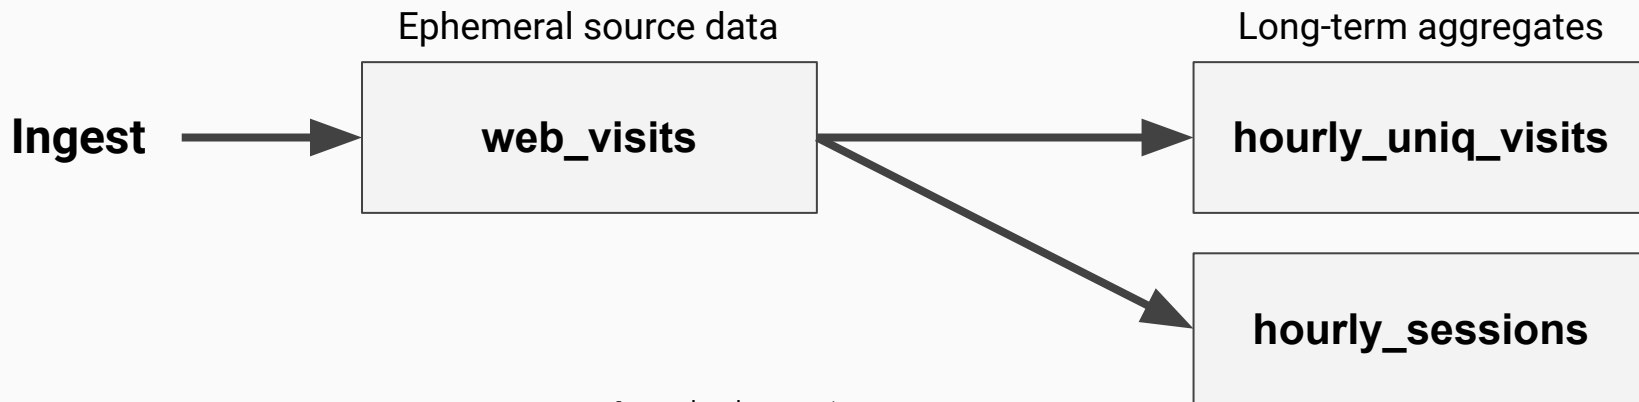 Ephemeral source data
Long-term aggregates
Ingest
web_visits
hourly_uniq_visits
hourly_sessions